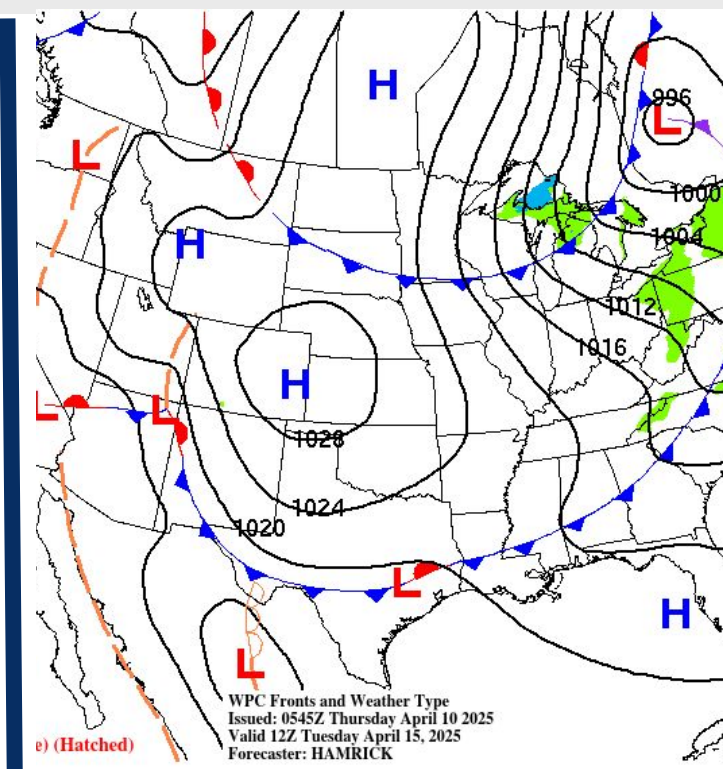 H
996
L
L
1000
1004
H
1012
1016
H
L
L
1028
1024
1020
L
H
L
WPC Fronts and Weather Type
Issued: 0545Z Thursday April 10 2025
Valid 12Z Tuesday April 15, 2025
Forecaster: HAMRICK
e) (Hatched)